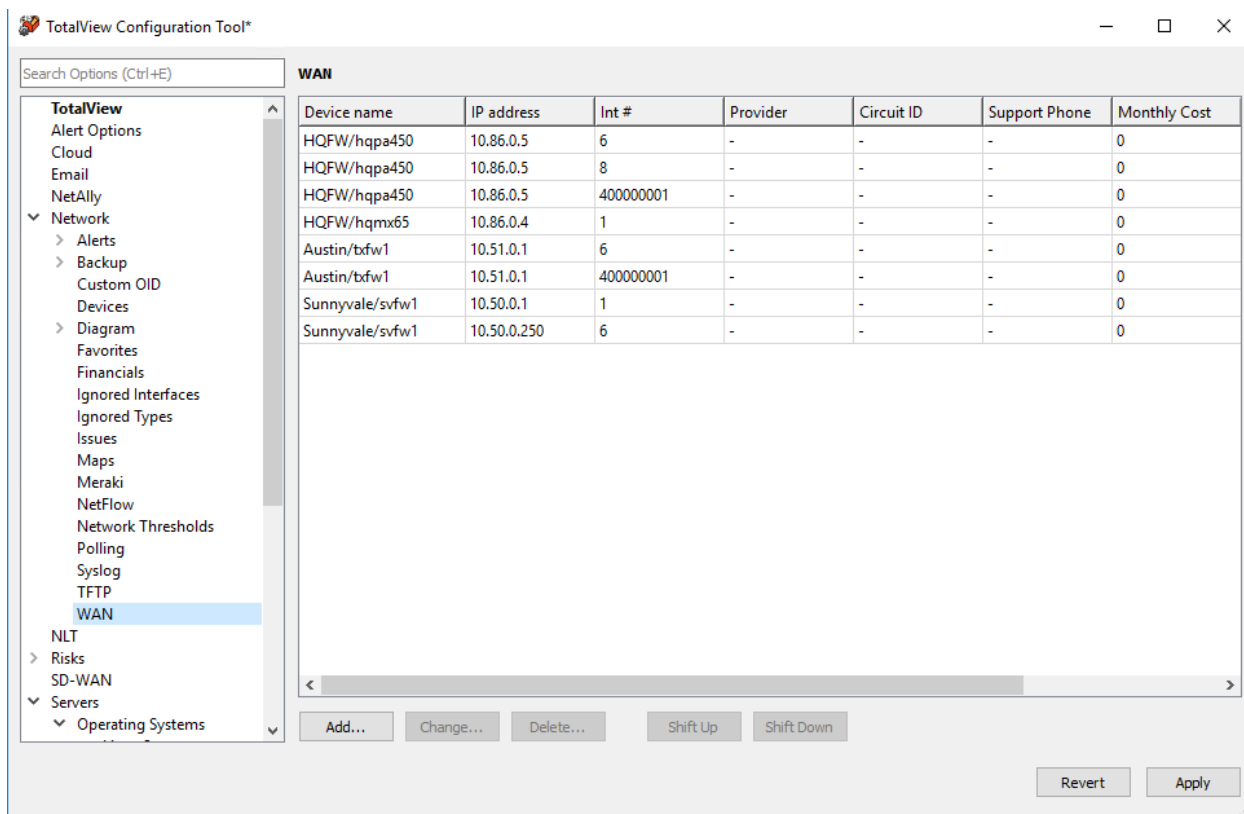 TotalView Configuration Tool*
Search Options (Ctrl+E)
TotalView
Alert Options
Cloud
Email
NetAlly
Network
Alerts
Backup
Custom OID
Devices
Diagram
Favorites
Financials
Ignored Interfaces
Ignored Types
Issues
Maps
Meraki
NetFlow
Network Thresholds
Polling
Syslog
TFTP
WAN
NLT
Risks
SD-WAN
Servers
Operating Systems
WAN
Device name IP address Int # Provider Circuit ID Support Phone Monthly Cost
HQFW/hqpa450 10.86.0.5 6 - - - 0
HQFW/hqpa450 10.86.0.5 8 - - - 0
HQFW/hqpa450 10.86.0.5 400000001 - - - 0
HQFW/hqmx65 10.86.0.4 1 - - - 0
Austin/txfw1 10.51.0.1 6 - - - 0
Austin/txfw1 10.51.0.1 400000001 - - - 0
Sunnyvale/svfw1 10.50.0.1 1 - - - 0
Sunnyvale/svfw1 10.50.0.250 6 - - - 0
Add... Change... Delete... Shift Up Shift Down
Revert Apply